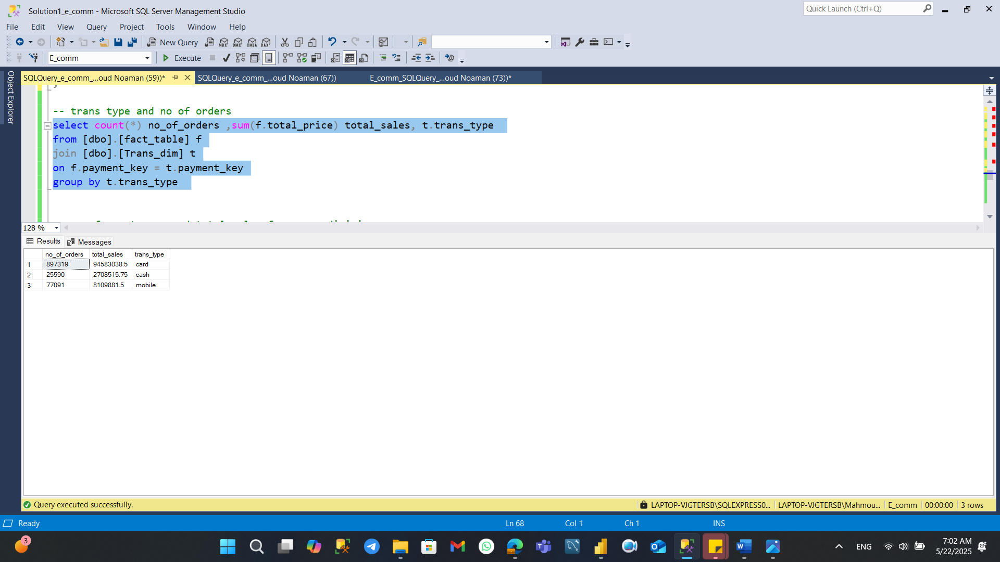 Solution1_e_comm - Microsoft SQL Server Management Studio
Quick Launch (Ctrl+Q)
File Edit View Query Project Tools Window Help
New Query
MDX DMX XMLA DAX
E_comm
Execute
SQLQuery_e_comm_...oud Noaman (59))*
SQLQuery_e_comm_...oud Noaman (67))
E_comm_SQLQuery_...oud Noaman (73))*
Object Explorer
-- trans type and no of orders
select count(*) no_of_orders ,sum(f.total_price) total_sales, t.trans_type
from [dbo].[fact_table] f
join [dbo].[Trans_dim] t
on f.payment_key = t.payment_key
group by t.trans_type
128 %
Results Messages
no_of_orders total_sales trans_type
1 897319 94583038.5 card
2 25590 2708515.75 cash
3 77091 8109881.5 mobile
Query executed successfully.
LAPTOP-VJGTERSB\SQLEXPRESS0... LAPTOP-VJGTERSB\Mahmou... E_comm 00:00:00 3 rows
Ready
Ln 68 Col 1 Ch 1 INS
3
ENG
7:02 AM
5/22/2025